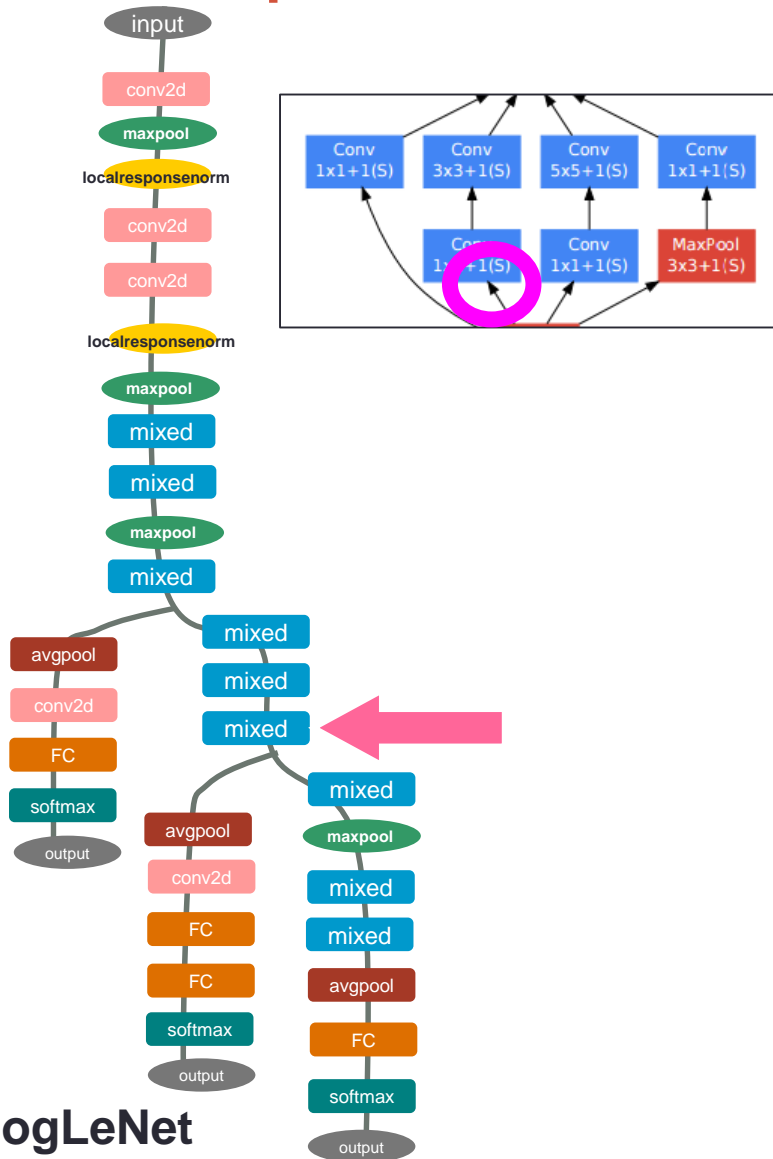 input
conv2d
maxpool
localresponsenorm
conv2d
conv2d
localresponsenorm
maxpool
mixed
mixed
maxpool
mixed
Conv
1x1+1(S)
Conv
3x3+1(S)
Conv
5x5+1(S)
Conv
1x1+1(S)
Conv
+1(S)
Conv
1x1+1(S)
MaxPool
3x3+1(S)
avgpool
conv2d
FC
softmax
output
mixed
mixed
mixed
avgpool
conv2d
FC
FC
softmax
output
mixed
maxpool
mixed
mixed
avgpool
FC
softmax
output
ogLeNet